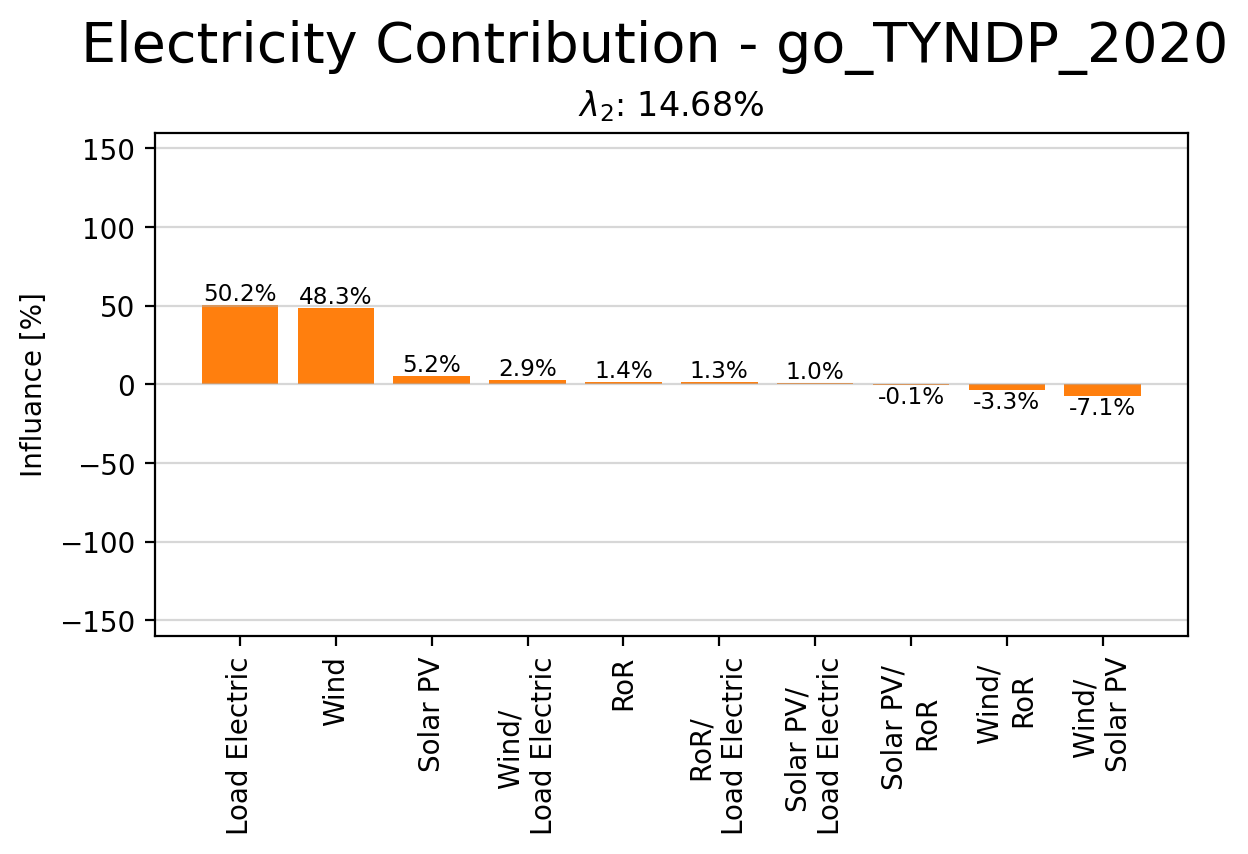 Electricity Contribution - go_TYNDP_2020
λ₂: 14.68%
Influance [%]
150
100
50
0
−50
−100
−150
50.2%
48.3%
5.2%
2.9%
1.4%
1.3%
1.0%
-0.1%
-3.3%
-7.1%
Load Electric
Wind
Solar PV
Wind/
Load Electric
RoR
RoR/
Load Electric
Solar PV/
Load Electric
Solar PV/
RoR
Wind/
RoR
Wind/
Solar PV